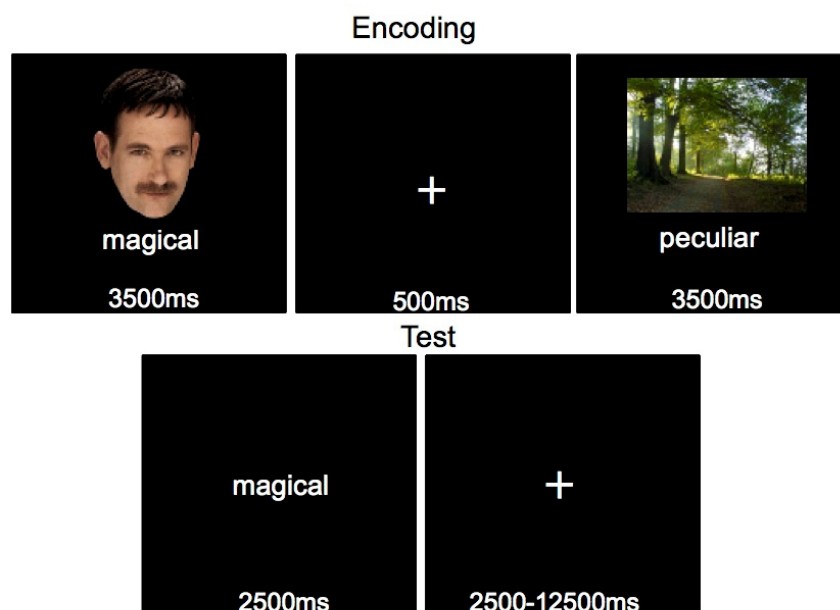 Encoding
magical
3500ms
+
500ms
peculiar
3500ms
Test
magical
2500ms
+
2500-12500ms